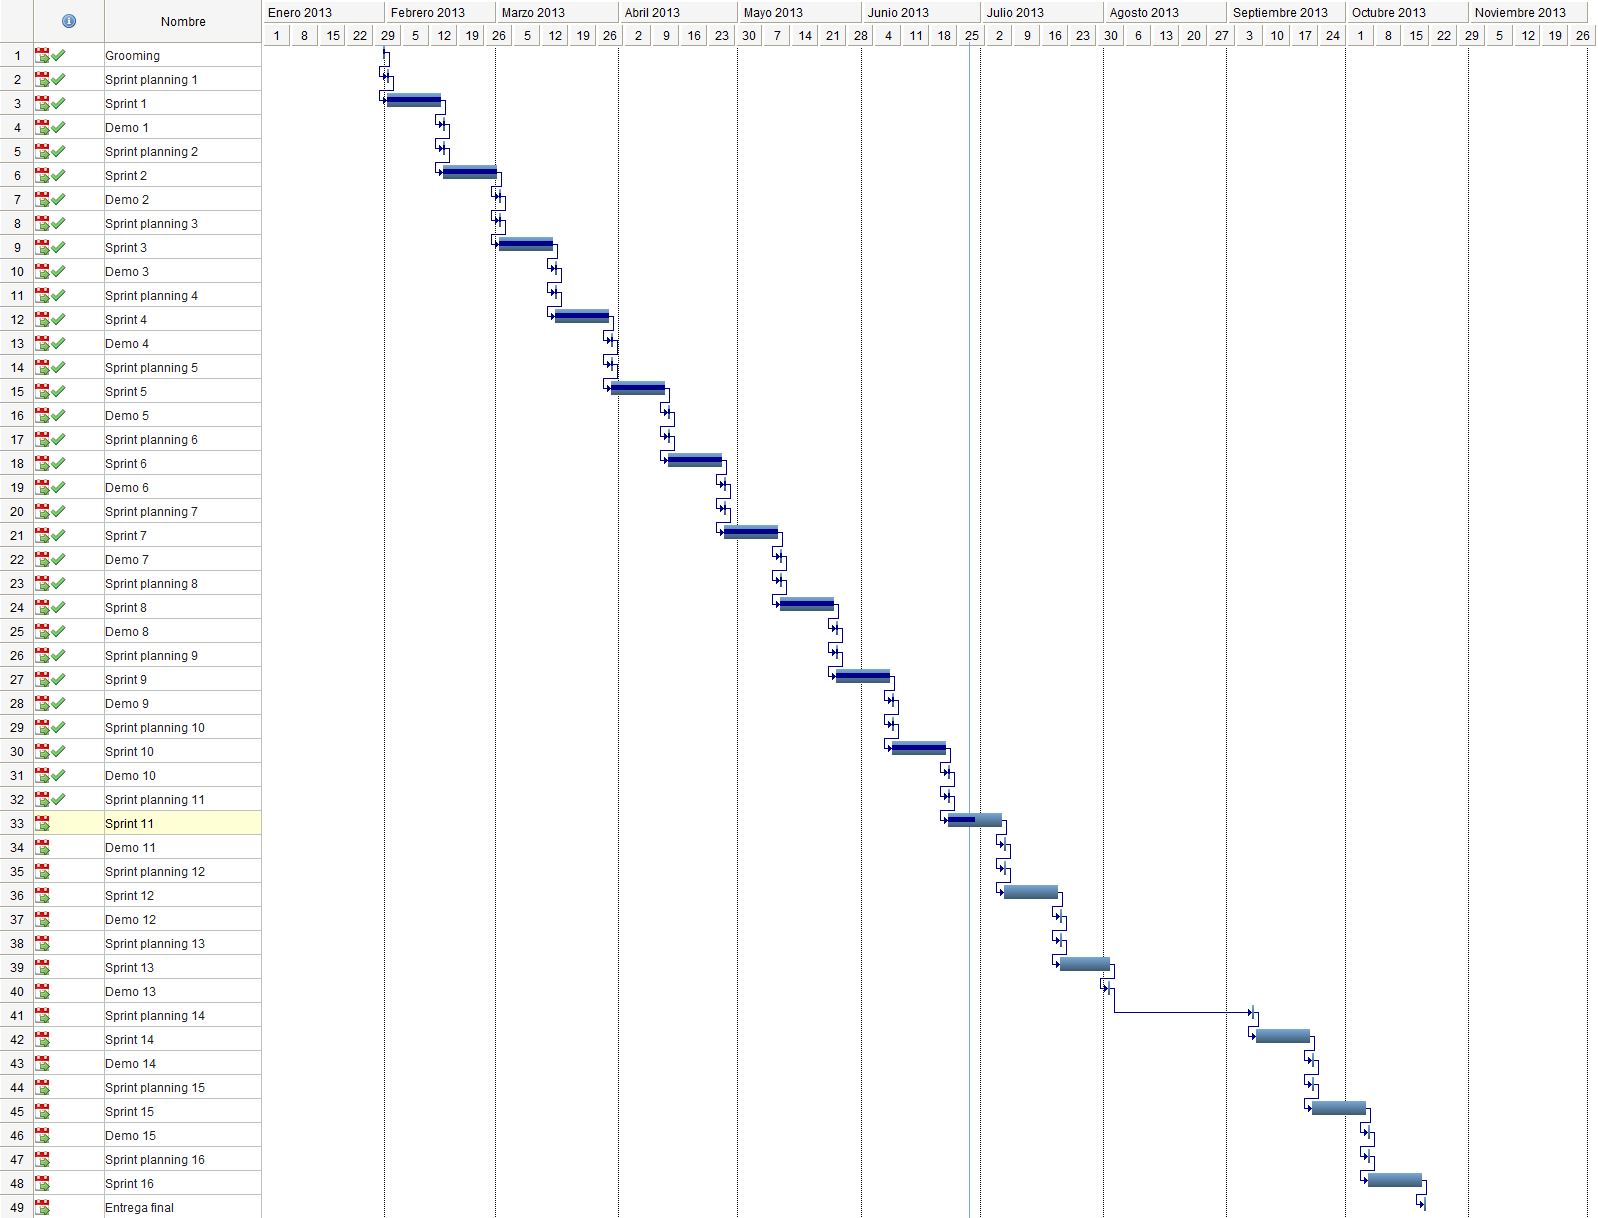 Nombre
Enero 2013 Febrero 2013 Marzo 2013 Abril 2013 Mayo 2013 Junio 2013 Julio 2013 Agosto 2013 Septiembre 2013 Octubre 2013 Noviembre 2013
1 8 15 22 29 5 12 19 26 5 12 19 26 2 9 16 23 30 7 14 21 28 4 11 18 25 2 9 16 23 30 6 13 20 27 3 10 17 24 1 8 15 22 29 5 12 19 26
1 Grooming
2 Sprint planning 1
3 Sprint 1
4 Demo 1
5 Sprint planning 2
6 Sprint 2
7 Demo 2
8 Sprint planning 3
9 Sprint 3
10 Demo 3
11 Sprint planning 4
12 Sprint 4
13 Demo 4
14 Sprint planning 5
15 Sprint 5
16 Demo 5
17 Sprint planning 6
18 Sprint 6
19 Demo 6
20 Sprint planning 7
21 Sprint 7
22 Demo 7
23 Sprint planning 8
24 Sprint 8
25 Demo 8
26 Sprint planning 9
27 Sprint 9
28 Demo 9
29 Sprint planning 10
30 Sprint 10
31 Demo 10
32 Sprint planning 11
33 Sprint 11
34 Demo 11
35 Sprint planning 12
36 Sprint 12
37 Demo 12
38 Sprint planning 13
39 Sprint 13
40 Demo 13
41 Sprint planning 14
42 Sprint 14
43 Demo 14
44 Sprint planning 15
45 Sprint 15
46 Demo 15
47 Sprint planning 16
48 Sprint 16
49 Entrega final